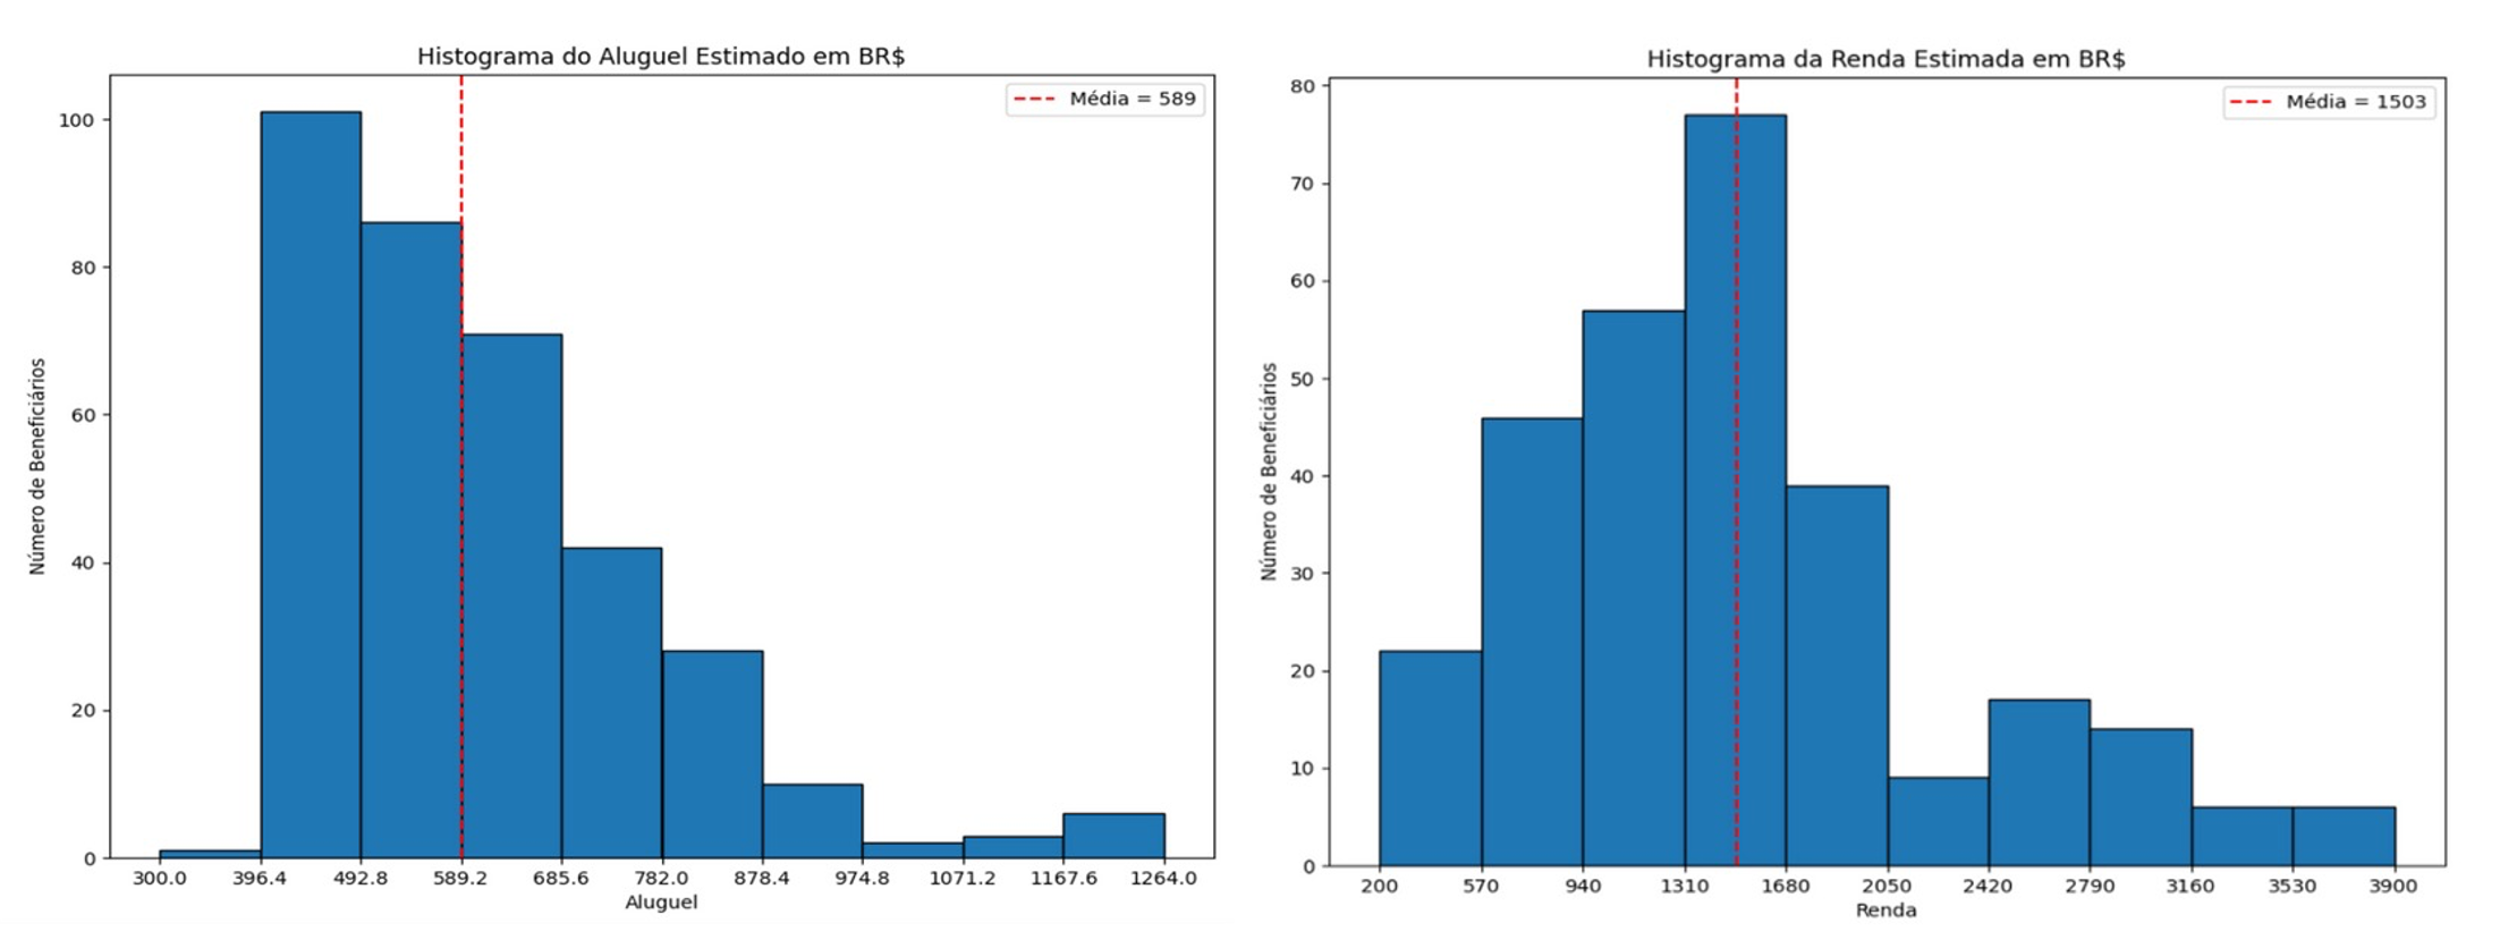 Histograma do Aluguel Estimado em BR$
Média = 589
Número de Beneficiários
100
80
60
40
20
0
300.0 396.4 492.8 589.2 685.6 782.0 878.4 974.8 1071.2 1167.6 1264.0
Aluguel
Histograma da Renda Estimada em BR$
Média = 1503
Número de Beneficiários
80
70
60
50
40
30
20
10
0
200 570 940 1310 1680 2050 2420 2790 3160 3530 3900
Renda